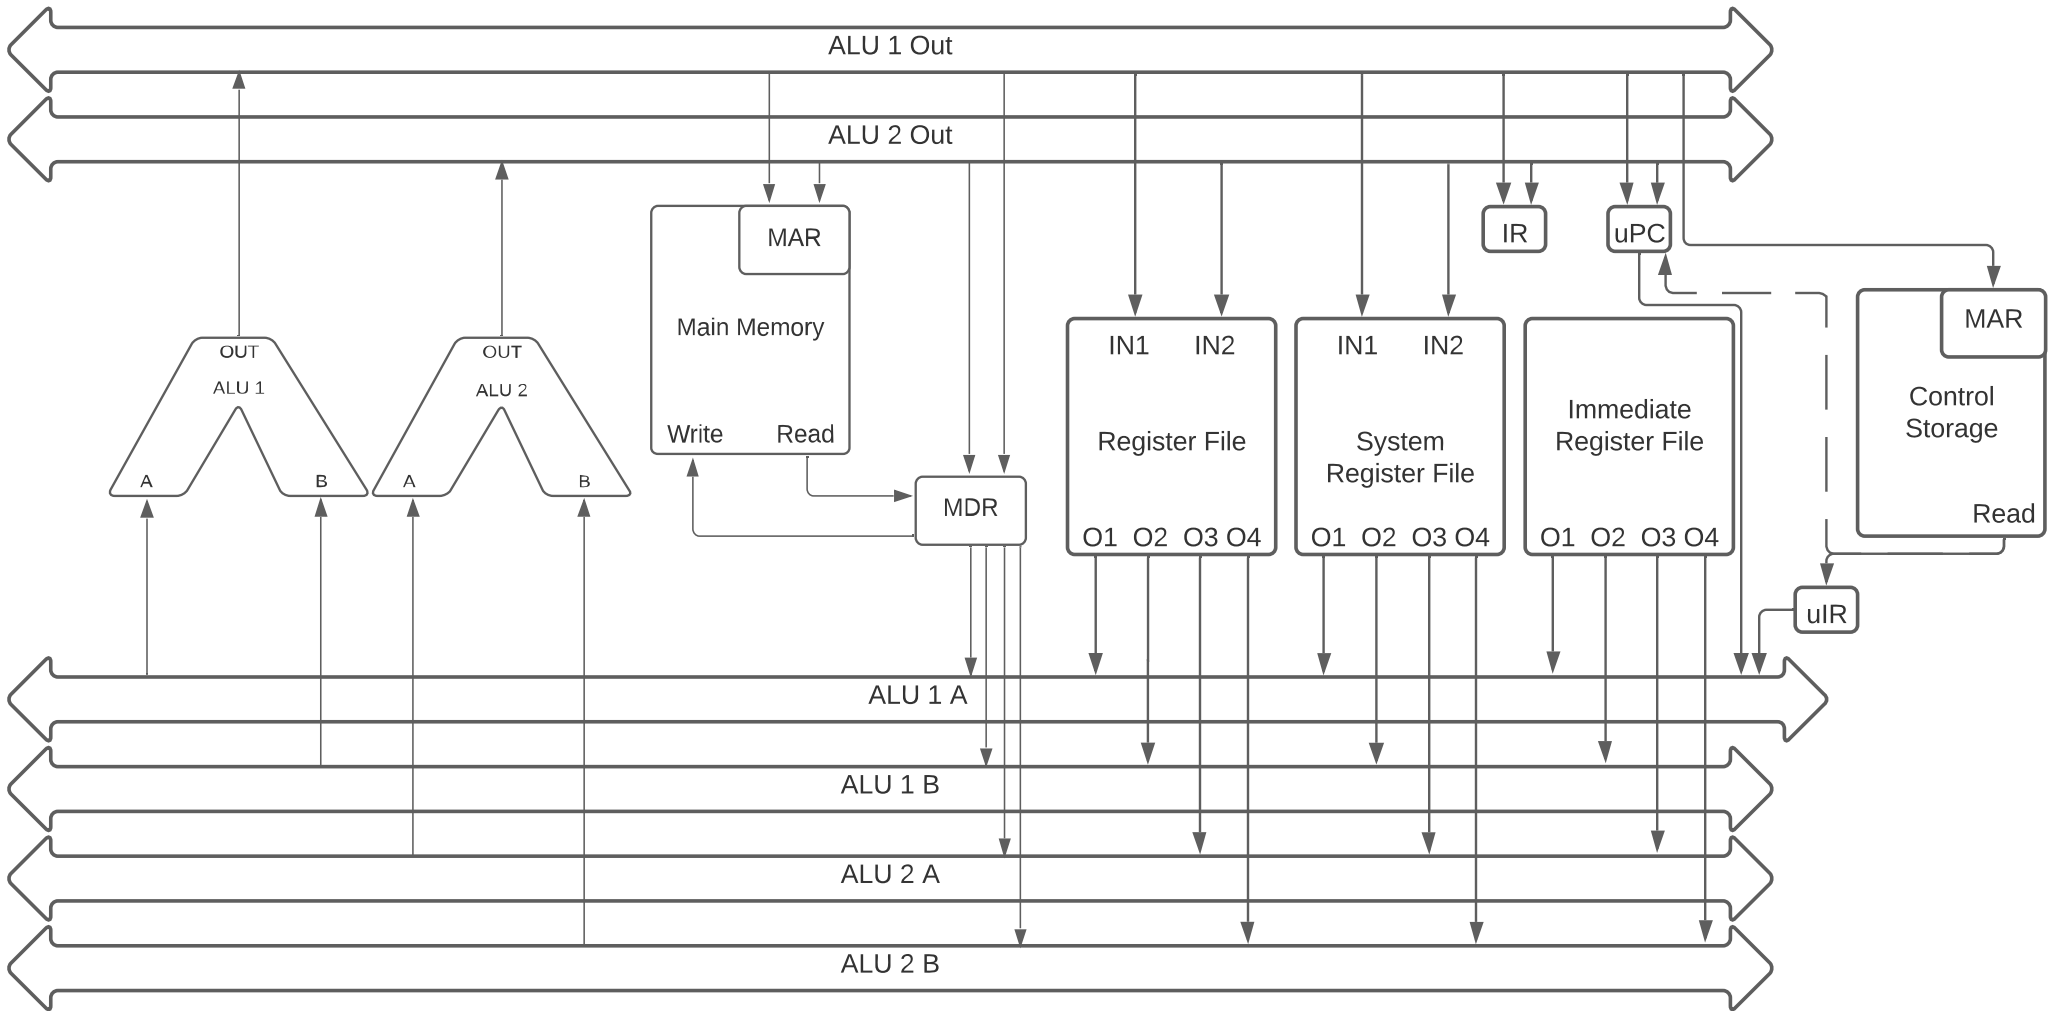 ALU 1 Out
ALU 2 Out
MAR
IR
uPC
Main Memory
MAR
OUT
OUT
IN1 IN2
IN1 IN2
ALU 1
ALU 2
Control
Storage
Immediate
Register File
Write Read
Register File
System
Register File
A B
A B
MDR
Read
O1 O2 O3 O4
O1 O2 O3 O4
O1 O2 O3 O4
uIR
ALU 1 A
ALU 1 B
ALU 2 A
ALU 2 B